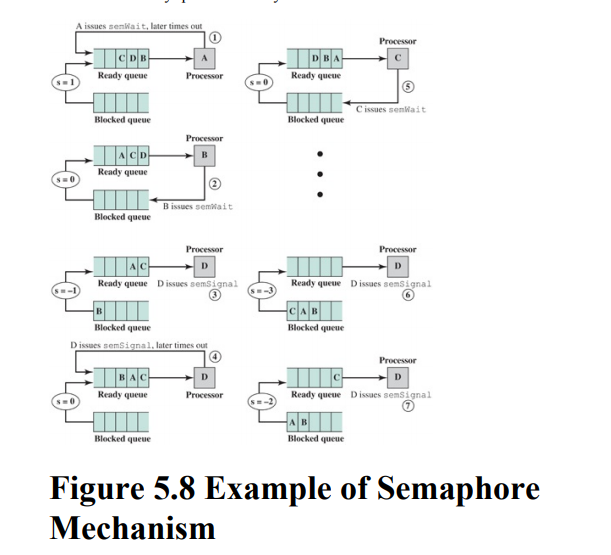 A issues semWait, later times out
①
C D B
A
s = 1
Ready queue
Processor
Blocked queue
Processor
D B A
C
s = 0
Ready queue
⑤
C issues semWait
Blocked queue
Processor
A C D
B
s = 0
Ready queue
②
B issues semWait
Blocked queue
Processor
A C
D
s = –1
Ready queue
D issues semSignal
③
B
Blocked queue
Processor
D
s = –3
Ready queue
D issues semSignal
⑥
C A B
Blocked queue
D issues semSignal, later times out
④
B A C
D
s = 0
Ready queue
Processor
Blocked queue
Processor
C
D
s = –2
Ready queue
D issues semSignal
⑦
A B
Blocked queue
Figure 5.8 Example of Semaphore
Mechanism